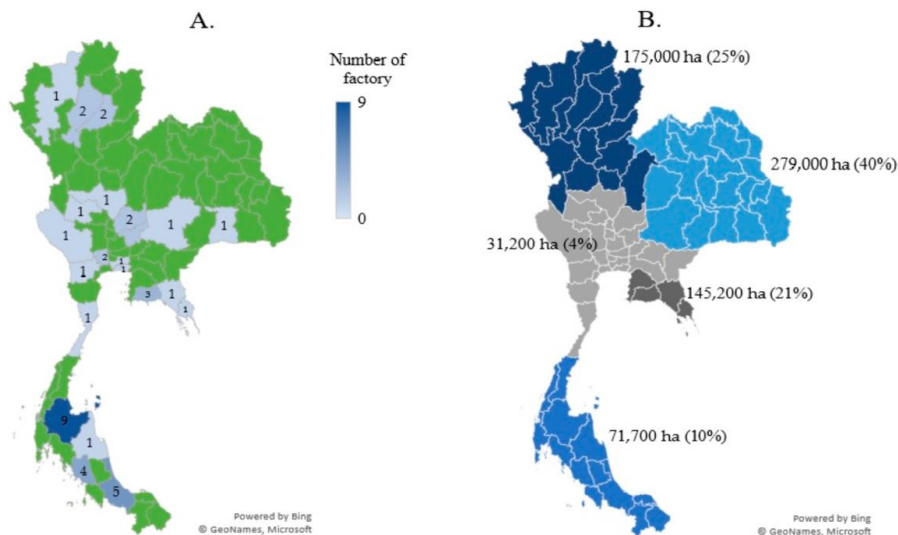 A.
Number of
factory
9
0
1
2
2
1
1
2
1
1
1
2
1
1
1
3
1
1
1
9
1
4
5
Powered by Bing
© GeoNames, Microsoft
B.
175,000 ha (25%)
279,000 ha (40%)
31,200 ha (4%)
145,200 ha (21%)
71,700 ha (10%)
Powered by Bing
© GeoNames, Microsoft